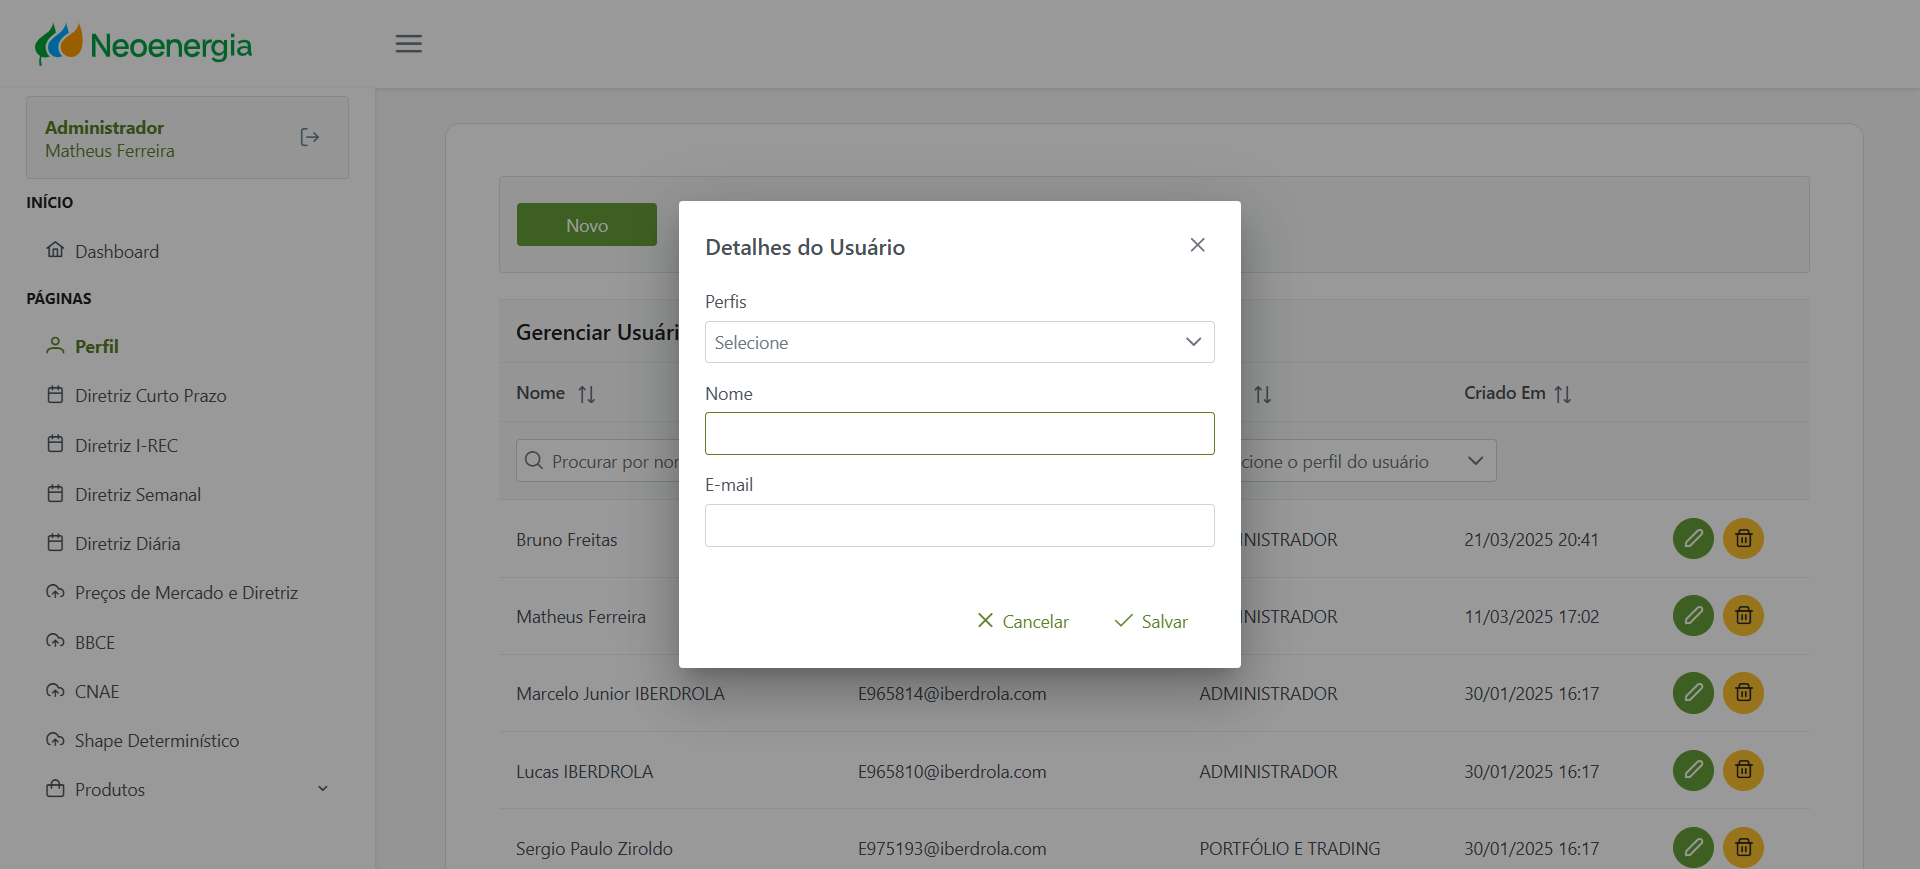 Neoenergia
Administrador
Matheus Ferreira
INÍCIO
Dashboard
PÁGINAS
Perfil
Diretriz Curto Prazo
Diretriz I-REC
Diretriz Semanal
Diretriz Diária
Preços de Mercado e Diretriz
BBCE
CNAE
Shape Determinístico
Produtos
Novo
Gerenciar
Nome
Criado Em
Procurar por
o perfil do usuário
Bruno Freitas
21/03/2025 20:41
Matheus Ferreira
11/03/2025 17:02
Marcelo Junior IBERDROLA E965814@iberdrola.com ADMINISTRADOR 30/01/2025 16:17
Lucas IBERDROLA E965810@iberdrola.com ADMINISTRADOR 30/01/2025 16:17
Sergio Paulo Ziroldo E975193@iberdrola.com PORTFÓLIO E TRADING 30/01/2025 16:17
Detalhes do Usuário
Perfis
Selecione
Nome
E-mail
Cancelar Salvar